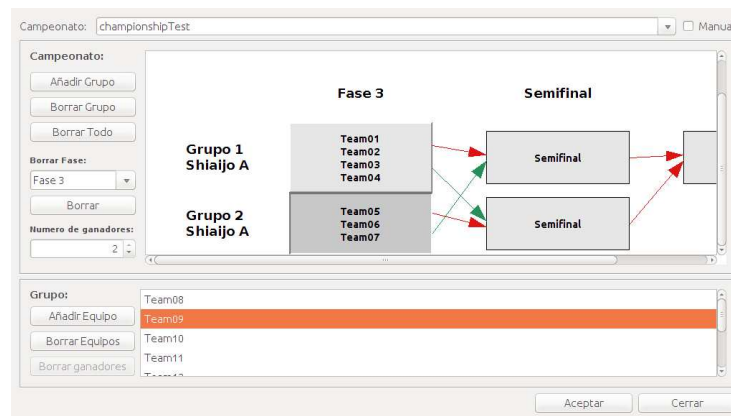 Campeonato: championshipTest Manua
Campeonato:
Añadir Grupo
Borrar Grupo
Borrar Todo
Borrar Fase:
Fase 3
Borrar
Numero de ganadores:
2
Fase 3 Semifinal
Grupo 1
Shiaijo A
Team01
Team02
Team03
Team04
Semifinal
Grupo 2
Shiaijo A
Team05
Team06
Team07
Semifinal
Grupo:
Añadir Equipo
Borrar Equipos
Borrar ganadores
Team08
Team09
Team10
Team11
Aceptar Cerrar